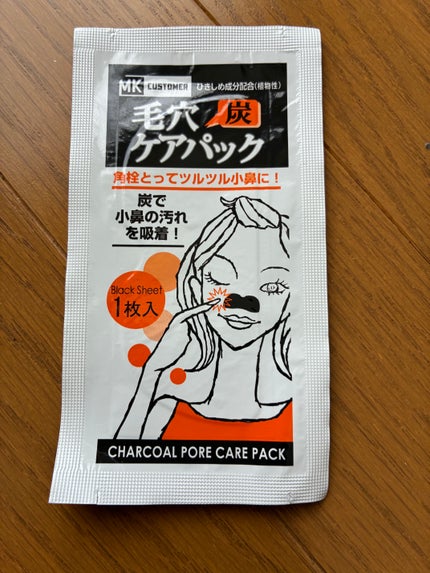 MK CUSTOMER ひきしめ成分配合(植物性)
毛穴 炭
ケアパック
角栓とってツルツル小鼻に!
炭で
小鼻の汚れ
を吸着!
Black Sheet
1枚入
CHARCOAL PORE CARE PACK